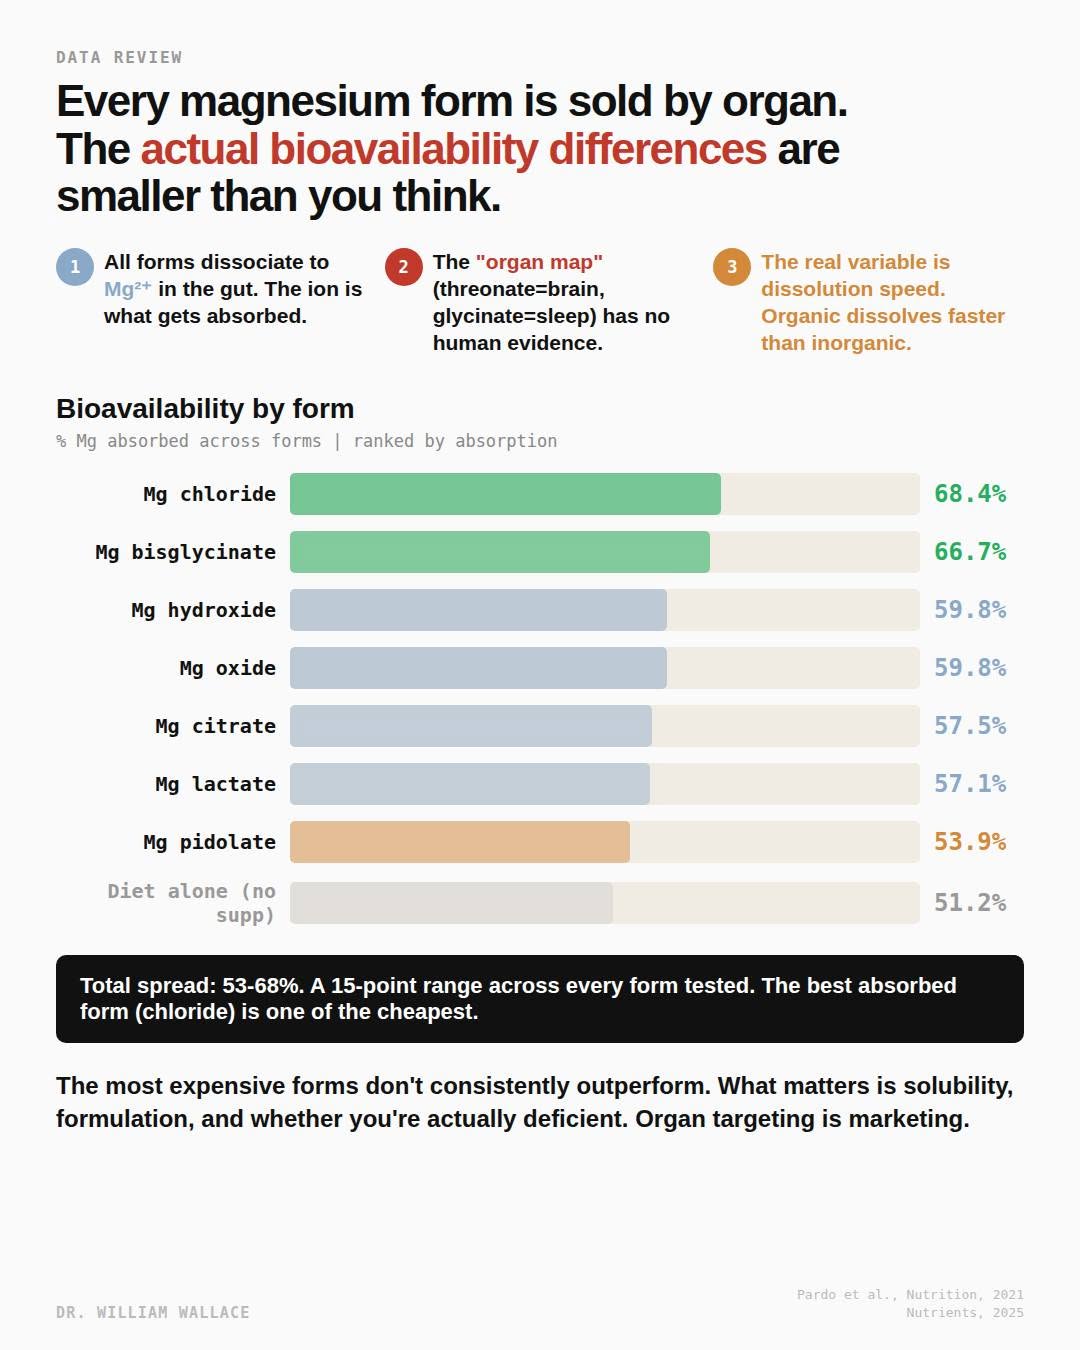 DATA REVIEW
Every magnesium form is sold by organ.
The actual bioavailability differences are
smaller than you think.
1
All forms dissociate to
Mg²⁺ in the gut. The ion is
what gets absorbed.
2
The "organ map"
(threonate=brain,
glycinate=sleep) has no
human evidence.
3
The real variable is
dissolution speed.
Organic dissolves faster
than inorganic.
Bioavailability by form
% Mg absorbed across forms | ranked by absorption
Mg chloride 68.4%
Mg bisglycinate 66.7%
Mg hydroxide 59.8%
Mg oxide 59.8%
Mg citrate 57.5%
Mg lactate 57.1%
Mg pidolate 53.9%
Diet alone (no
supp) 51.2%
Total spread: 53-68%. A 15-point range across every form tested. The best absorbed
form (chloride) is one of the cheapest.
The most expensive forms don't consistently outperform. What matters is solubility,
formulation, and whether you're actually deficient. Organ targeting is marketing.
DR. WILLIAM WALLACE
Pardo et al., Nutrition, 2021
Nutrients, 2025